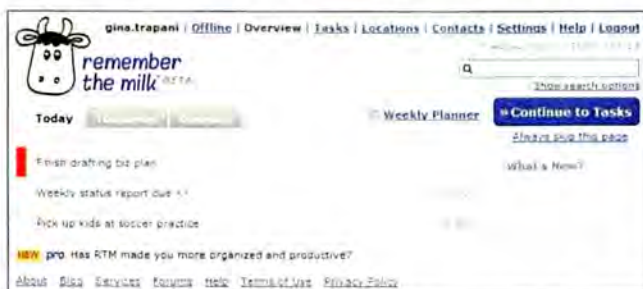 gina.trapani | Offline | Overview | Tasks | Locations | Contacts | Settings | Help | Logout
remember
the milk BETA
Show search options
Today
Weekly Planner
» Continue to Tasks
Always skip this page
Finish drafting biz plan
What's New?
Weekly status report due
Pick up kids at soccer practice
NEW pro. Has RTM made you more organized and productive?
About Blog Services Forums Help Terms of Use Privacy Policy